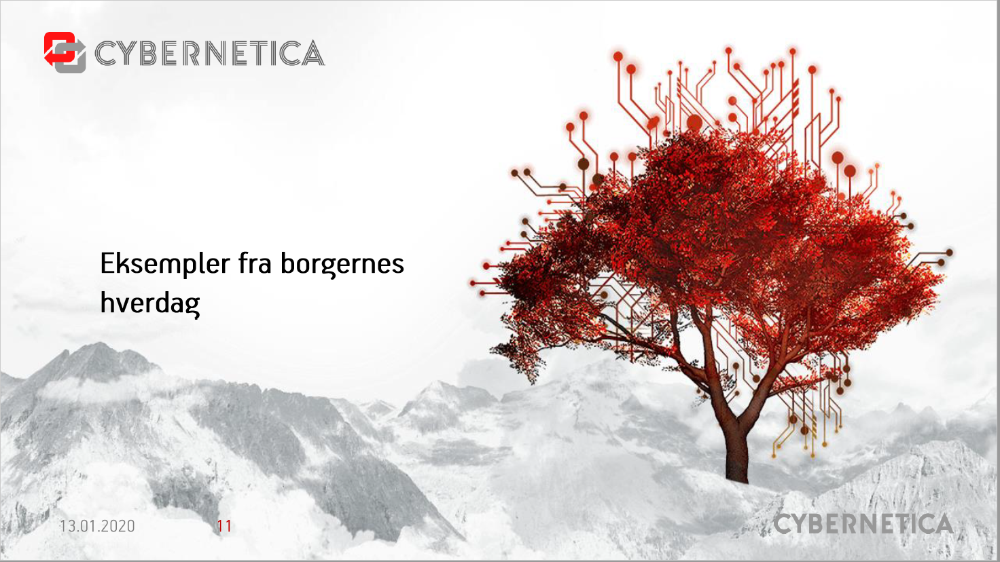 CYBERNETICA
Eksempler fra borgernes
hverdag
13.01.2020
11
CYBERNETICA